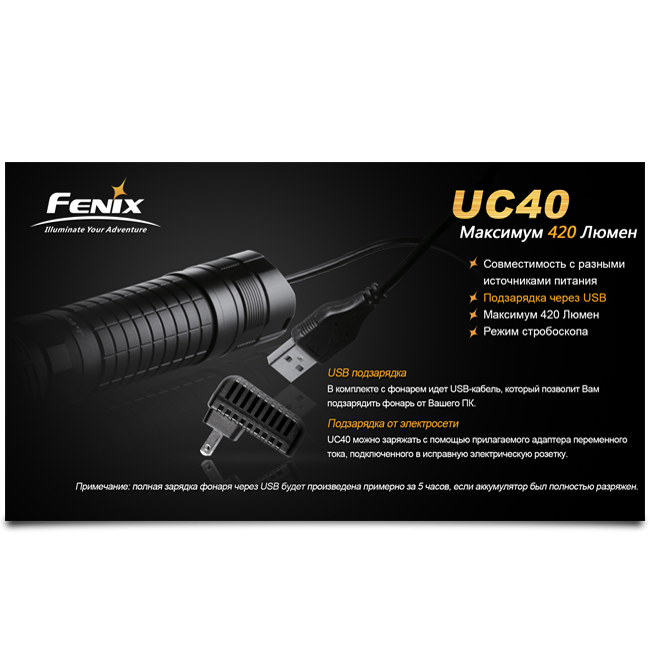 FENIX
Illuminate Your Adventure
UC40
Максимум 420 Люмен
Совместимость с разными
источниками питания
Подзарядка через USB
Максимум 420 Люмен
Режим стробоскопа
USB подзарядка
В комплекте с фонарем идет USB-кабель, который позволит Вам
подзарядить фонарь от Вашего ПК.
Подзарядка от электросети
UC40 можно заряжать с помощью прилагаемого адаптера переменного
тока, подключенного в исправную электрическую розетку.
Примечание: полная зарядка фонаря через USB будет произведена примерно за 5 часов, если аккумулятор был полностью разряжен.